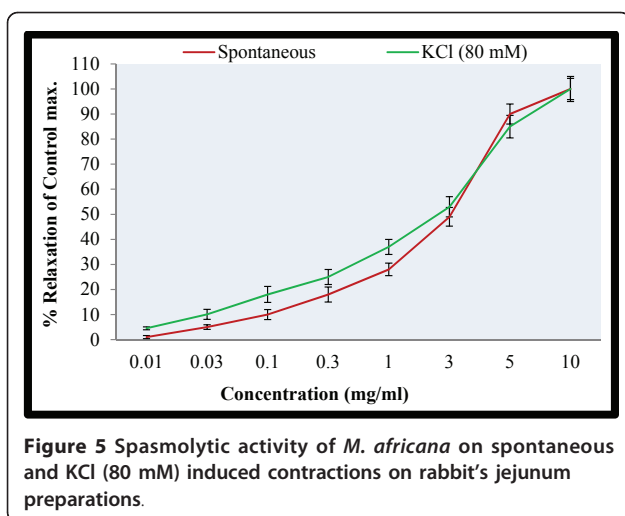 Spontaneous KCl (80 mM)
110
100
90
80
70
60
50
40
30
20
10
0
% Relaxation of Control max.
0.01 0.03 0.1 0.3 1 3 5 10
Concentration (mg/ml)
Figure 5 Spasmolytic activity of M. africana on spontaneous
and KCl (80 mM) induced contractions on rabbit's jejunum
preparations.